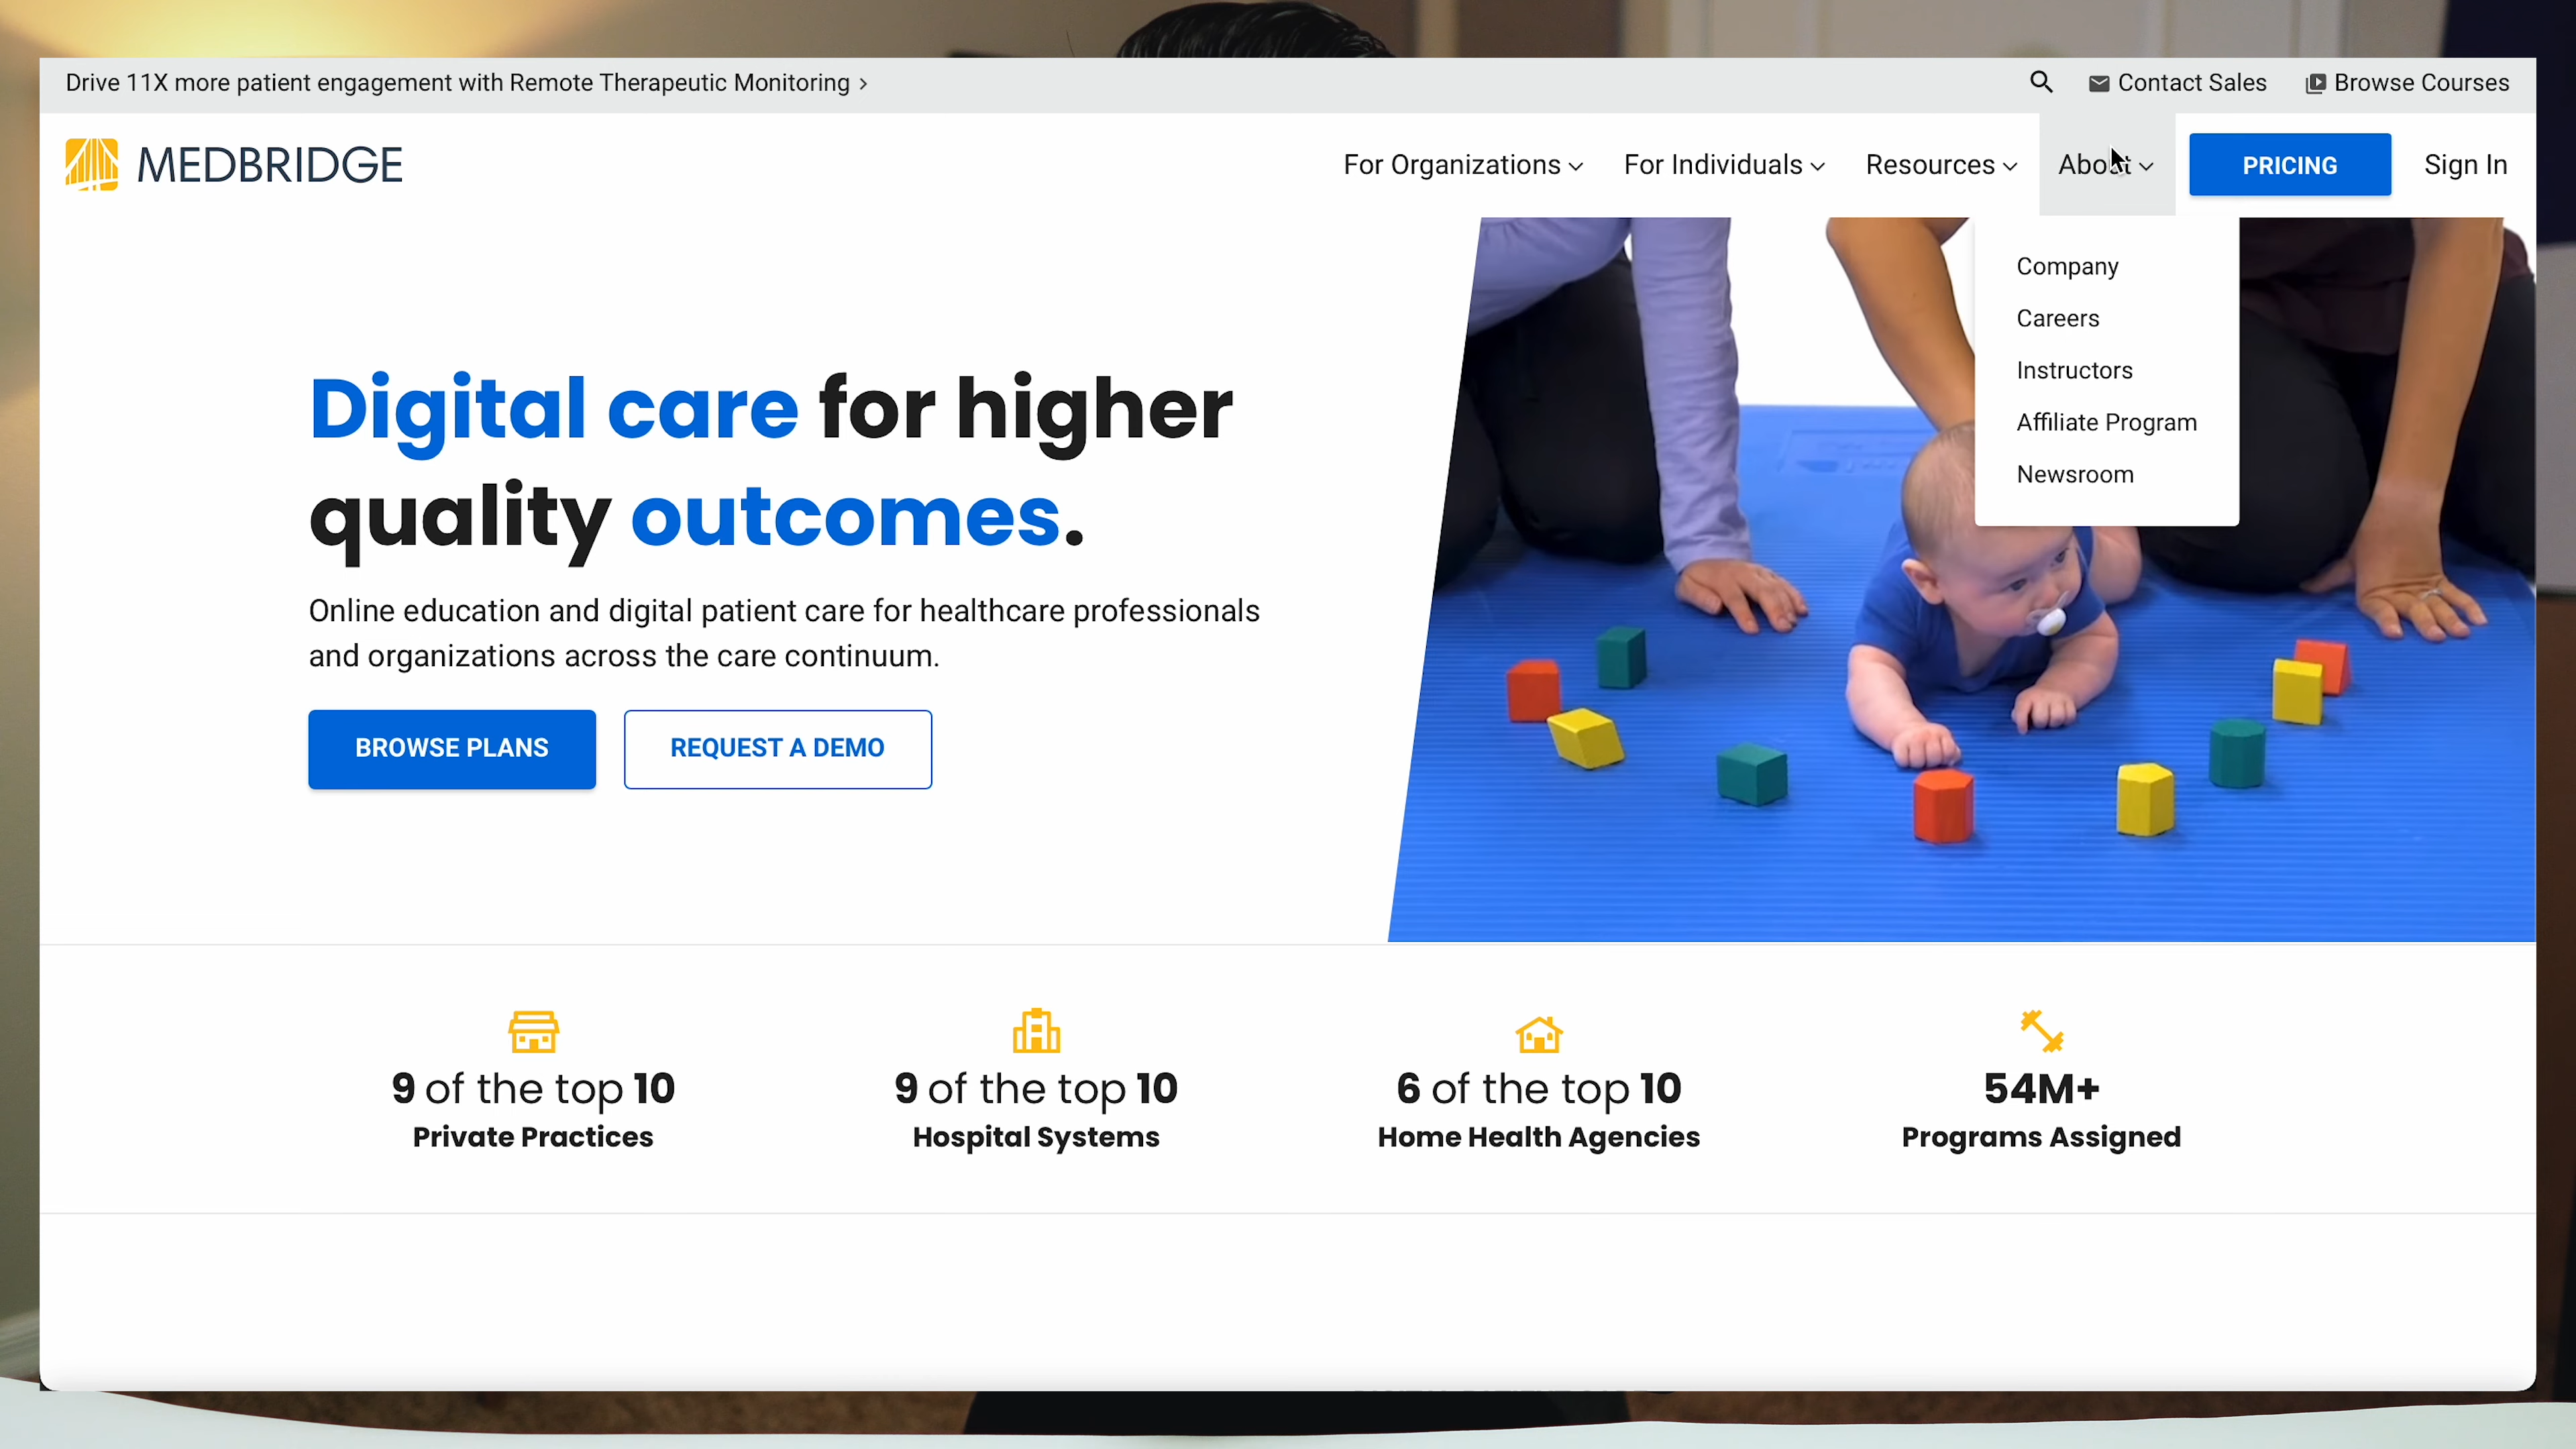 Drive 11X more patient engagement with Remote Therapeutic Monitoring
Contact Sales
Browse Courses
MEDBRIDGE
For Organizations
For Individuals
Resources
About
PRICING
Sign In
Company
Careers
Instructors
Affiliate Program
Newsroom
Digital care for higher
quality outcomes.
Online education and digital patient care for healthcare professionals
and organizations across the care continuum.
BROWSE PLANS
REQUEST A DEMO
9 of the top 10
Private Practices
9 of the top 10
Hospital Systems
6 of the top 10
Home Health Agencies
54M+
Programs Assigned